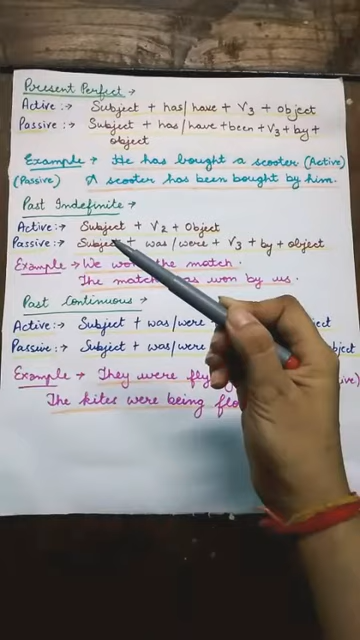 Present Perfect :→
Active :→ Subject + has/have + V3 + object
Passive :→ Subject + has/have + been + V3 + by +
object
Example :→ He has bought a scooter (Active)
(Passive) A scooter has been bought by him.
Past Indefinite →
Active :→ Subject + V2 + object
Passive :→ Subject + was/were + V3 + by + object
Example → We won the match.
The match was won by us.
Past Continuous :→
Active :→ Subject + was/were
Passive :→ Subject + was/were
Example → They were
The kites were being